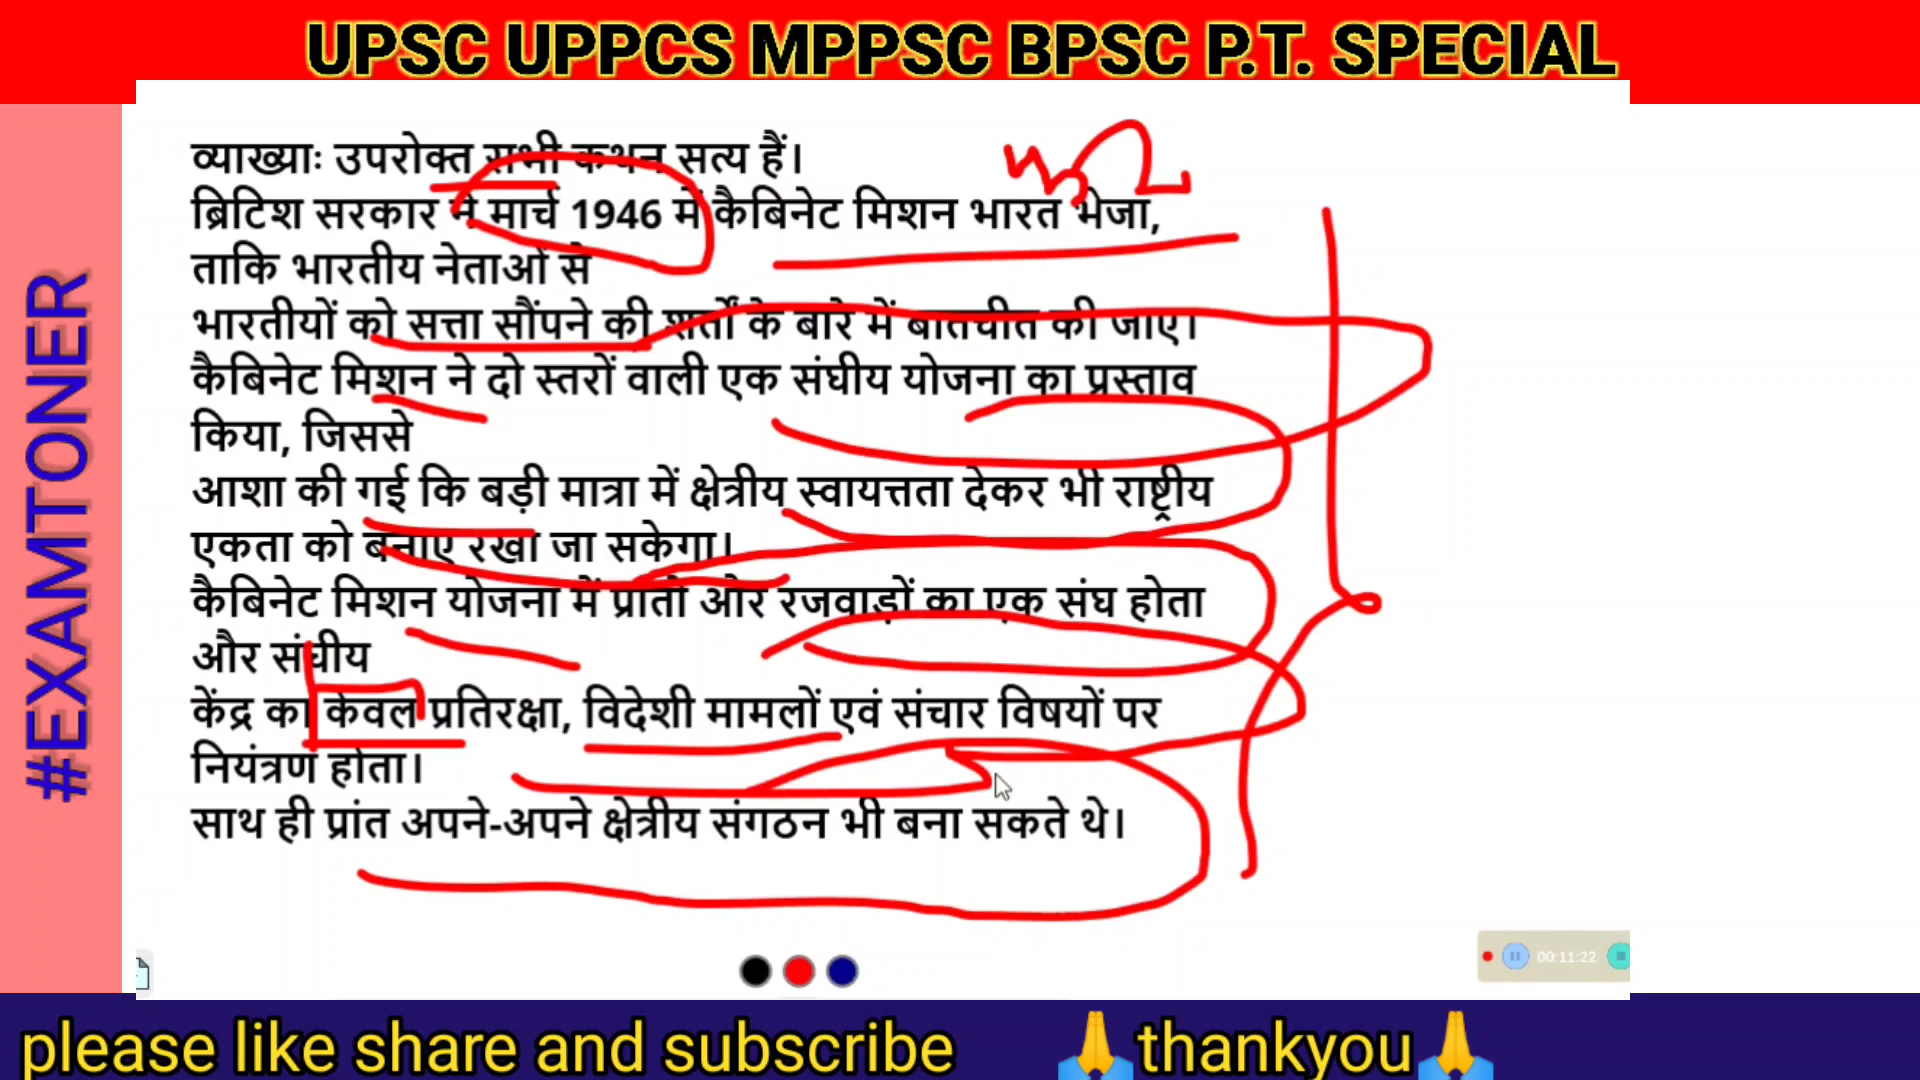 UPSC UPPCS MPPSC BPSC P.T. SPECIAL
#EXAMTONER
व्याख्याः उपरोक्त सभी कथन सत्य हैं।
ब्रिटिश सरकार ने मार्च 1946 में कैबिनेट मिशन भारत भेजा,
ताकि भारतीय नेताओं से
भारतीयों को सत्ता सौंपने की शर्तों के बारे में बातचीत की जाए।
कैबिनेट मिशन ने दो स्तरों वाली एक संघीय योजना का प्रस्ताव
किया, जिससे
आशा की गई कि बड़ी मात्रा में क्षेत्रीय स्वायत्तता देकर भी राष्ट्रीय
एकता को बनाए रखा जा सकेगा।
कैबिनेट मिशन योजना में प्रांतों और रजवाड़ों का एक संघ होता
और संघीय
केंद्र का केवल प्रतिरक्षा, विदेशी मामलों एवं संचार विषयों पर
नियंत्रण होता।
साथ ही प्रांत अपने-अपने क्षेत्रीय संगठन भी बना सकते थे।
00:11:22
please like share and subscribe 🙏thankyou🙏